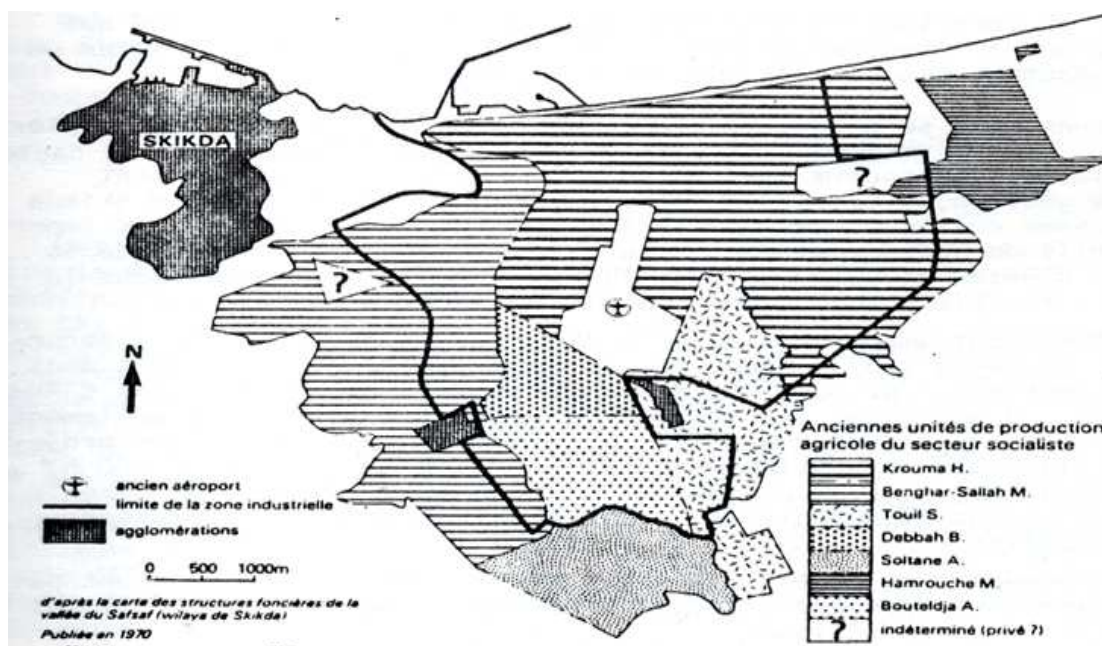 SKIKDA
?
?
N
ancien aéroport
limite de la zone industrielle
agglomérations
0 500 1000m
d'après la carte des structures foncières de la
vallée du Safsaf (wilaya de Skikda)
Publiée en 1970
Anciennes unités de production
agricole du secteur socialiste
Krouma H.
Benghar-Sallah M.
Touil S.
Debbah B.
Soltane A.
Hamrouche M.
Bouteldja A.
? indéterminé (privé ?)